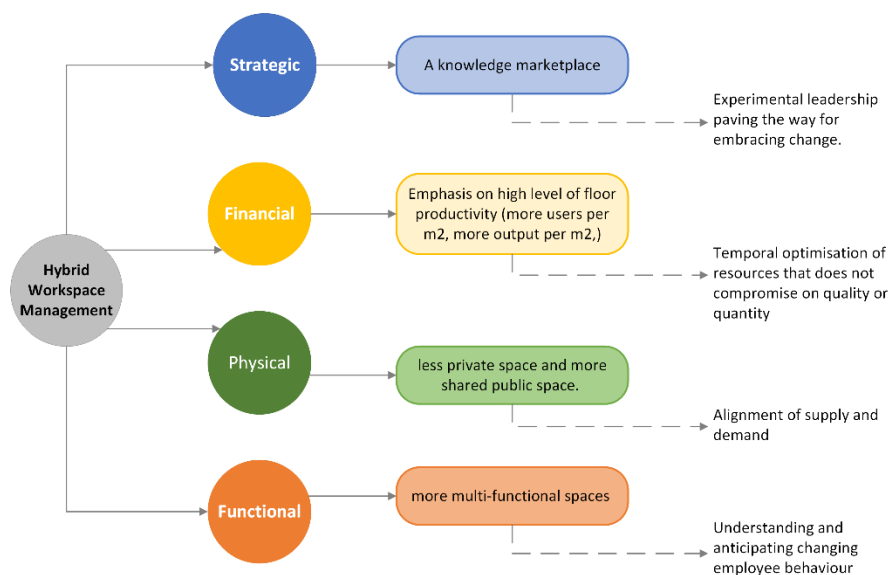 Strategic
A knowledge marketplace
Experimental leadership
paving the way for
embracing change.
Financial
Emphasis on high level of floor
productivity (more users per
m2, more output per m2,)
Temporal optimisation of
resources that does not
compromise on quality or
quantity
Hybrid
Workspace
Management
Physical
less private space and more
shared public space.
Alignment of supply and
demand
Functional
more multi-functional spaces
Understanding and
anticipating changing
employee behaviour